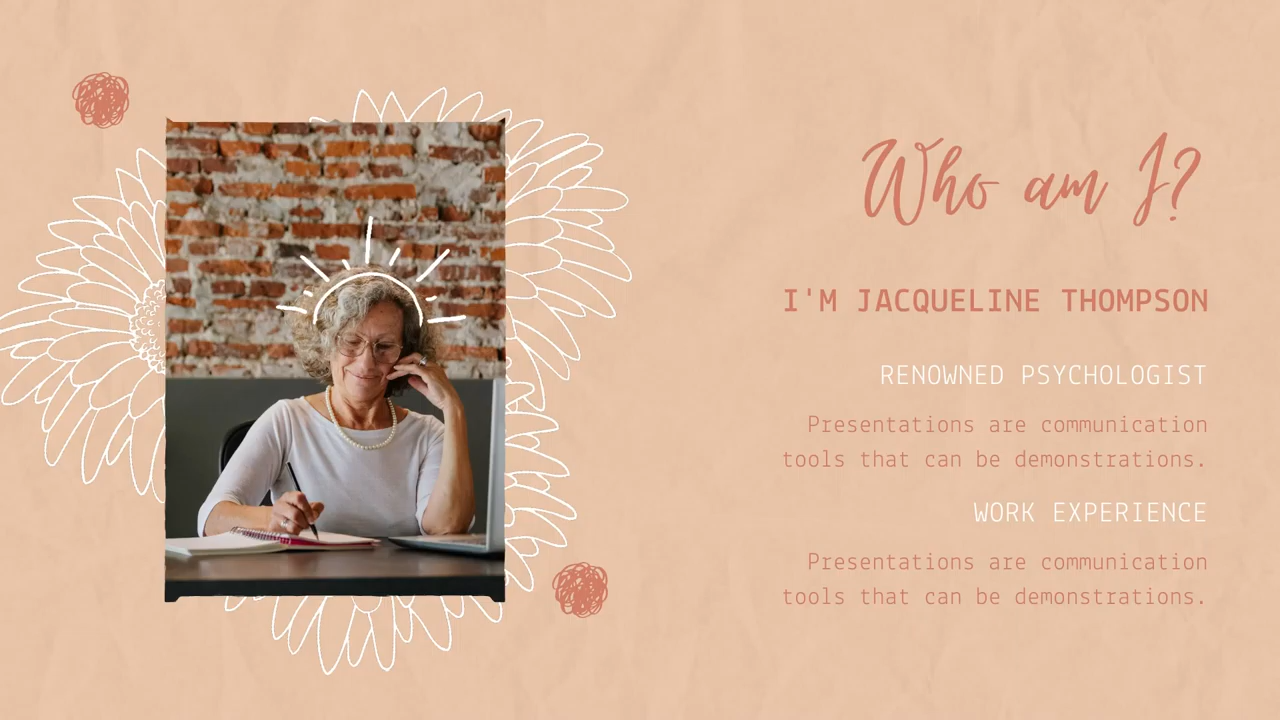 Who am I?
I'M JACQUELINE THOMPSON
RENOWNED PSYCHOLOGIST
Presentations are communication
tools that can be demonstrations.
WORK EXPERIENCE
Presentations are communication
tools that can be demonstrations.